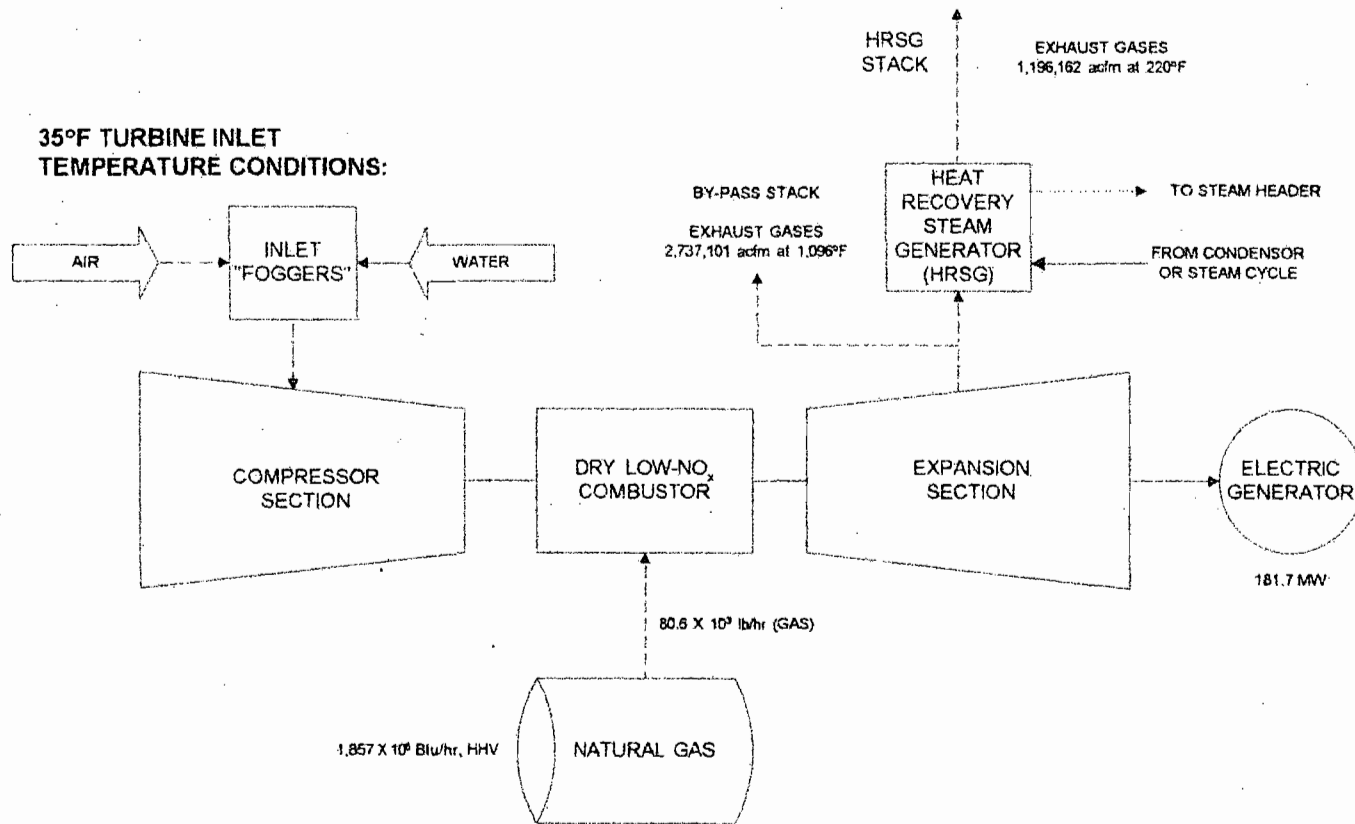 HRSG
STACK
EXHAUST GASES
1,196,162 acfm at 220°F
35°F TURBINE INLET
TEMPERATURE CONDITIONS:
BY-PASS STACK
EXHAUST GASES
2,737,101 acfm at 1,096°F
HEAT
RECOVERY
STEAM
GENERATOR
(HRSG)
TO STEAM HEADER
FROM CONDENSOR
OR STEAM CYCLE
AIR
INLET
"FOGGERS"
WATER
COMPRESSOR
SECTION
DRY LOW-NOx
COMBUSTOR
EXPANSION
SECTION
ELECTRIC
GENERATOR
181.7 MW
80.6 X 10³ lb/hr (GAS)
1,857 X 10⁶ Btu/hr, HHV
NATURAL GAS